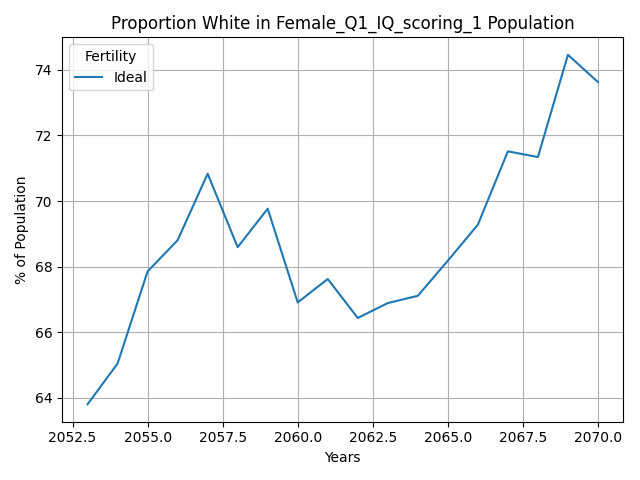 Proportion White in Female_Q1_IQ_scoring_1 Population
Fertility
Ideal
% of Population
74
72
70
68
66
64
2052.5 2055.0 2057.5 2060.0 2062.5 2065.0 2067.5 2070.0
Years